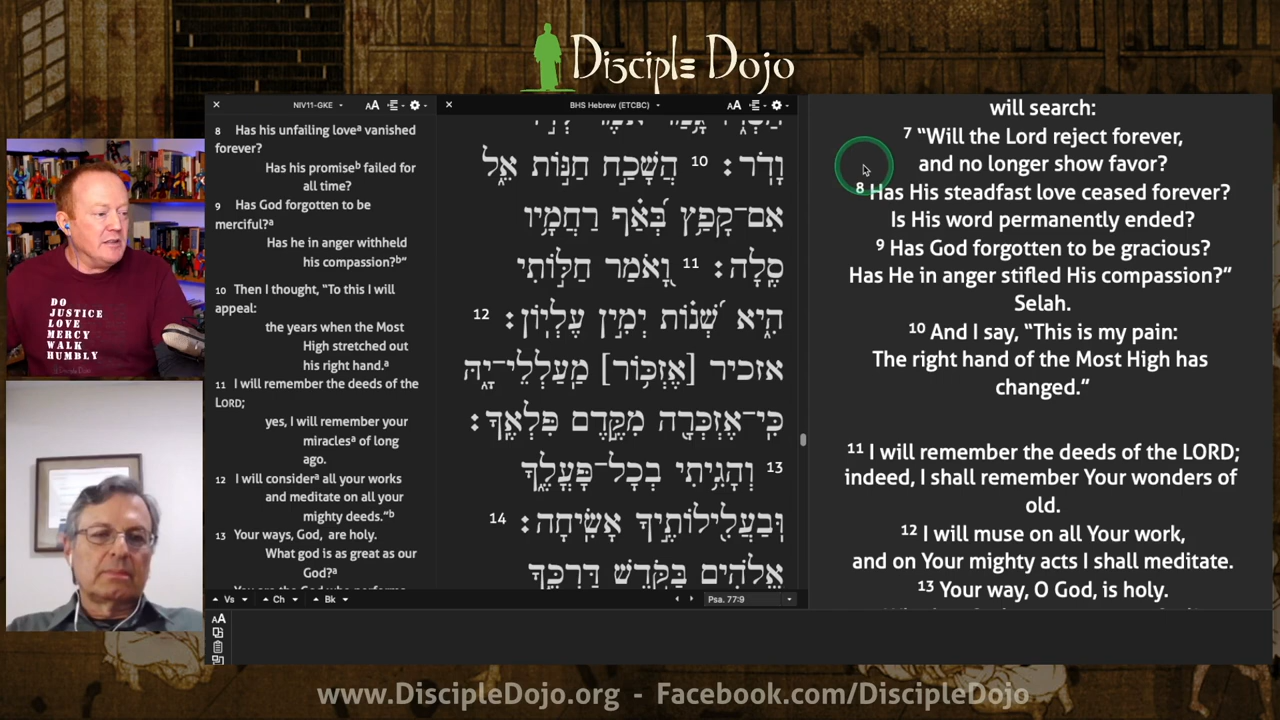 Disciple Dojo
DO
JUSTICE
LOVE
MERCY
WALK
HUMBLY
NIV11-GKE
8 Has his unfailing loveᵃ vanished
forever?
Has his promiseᵇ failed for
all time?
9 Has God forgotten to be
merciful?ᵃ
Has he in anger withheld
his compassion?ᵇ”
10 Then I thought, “To this I will
appeal:
the years when the Most
High stretched out
his right hand.ᵃ
11 I will remember the deeds of the
LORD;
yes, I will remember your
miraclesᵃ of long
ago.
12 I will considerᵃ all your works
and meditate on all your
mighty deeds.”ᵇ
13 Your ways, God, are holy.
What god is as great as our
God?ᵃ
Vs Ch Bk
BHS Hebrew (ETCBC)
וָדֹֽר׃ 10 הֲשָׁכַ֣ח חַנּ֣וֹת אֵ֑ל
אִם־קָפַ֥ץ בְּ֝אַ֗ף רַחֲמָ֥יו
סֶֽלָה׃ 11 וָ֭אֹמַר חַלּ֣וֹתִי
הִ֑יא שְׁ֝נ֗וֹת יְמִ֣ין עֶלְיֽוֹן׃ 12
אזכיר [אֶזְכּ֥וֹר] מַֽעַלְלֵי־יָ֑הּ
כִּֽי־אֶזְכְּרָ֖ה מִקֶּ֣דֶם פִּלְאֶֽךָ׃
13 וְהָגִ֥יתִי בְכָל־פָּעֳלֶ֑ךָ
וּֽבַעֲלִ֖ילוֹתֶ֣יךָ אָשִֽׂיחָה׃ 14
אֱ֭לֹהִים בַּקֹּ֣דֶשׁ דַּרְכֶּ֑ךָ
Psa. 77:9
will search:
7 “Will the Lord reject forever,
and no longer show favor?
8 Has His steadfast love ceased forever?
Is His word permanently ended?
9 Has God forgotten to be gracious?
Has He in anger stifled His compassion?”
Selah.
10 And I say, “This is my pain:
The right hand of the Most High has
changed.”
11 I will remember the deeds of the LORD;
indeed, I shall remember Your wonders of
old.
12 I will muse on all Your work,
and on Your mighty acts I shall meditate.
13 Your way, O God, is holy.
www.DiscipleDojo.org - Facebook.com/DiscipleDojo